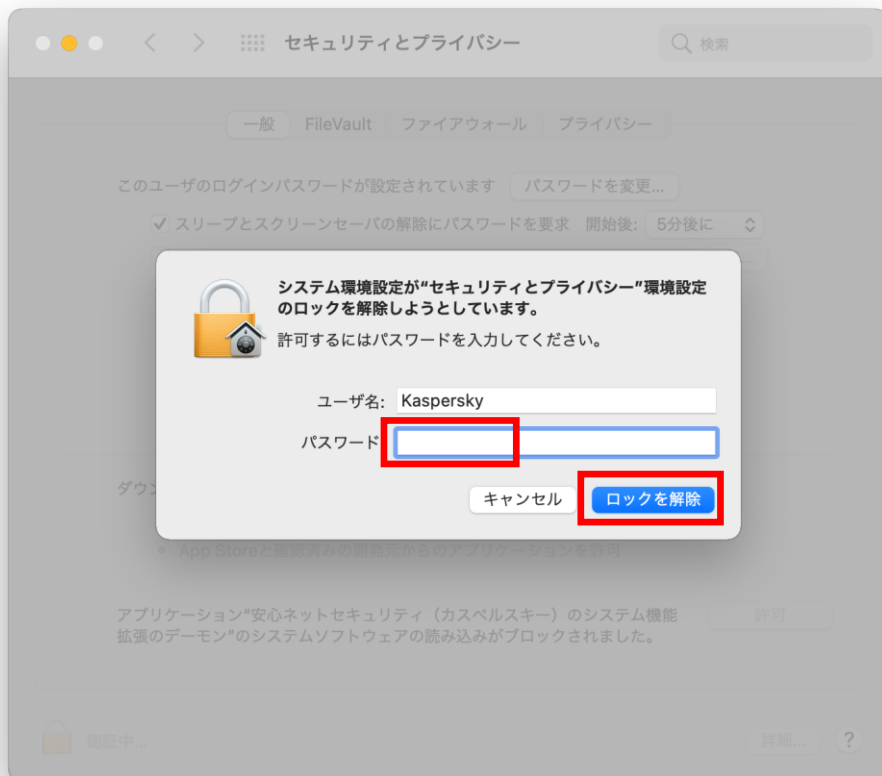 セキュリティとプライバシー
検索
一般 FileVault ファイアウォール プライバシー
このユーザのログインパスワードが設定されています パスワードを変更...
スリープとスクリーンセーバの解除にパスワードを要求 開始後: 5分後に
システム環境設定が“セキュリティとプライバシー”環境設定
のロックを解除しようとしています。
許可するにはパスワードを入力してください。
ユーザ名: Kaspersky
パスワード
キャンセル ロックを解除
ダウン
App Storeと確認済みの開発元からのアプリケーションを許可
アプリケーション“安心ネットセキュリティ（カスペルスキー）のシステム機能 許可
拡張のデーモン”のシステムソフトウェアの読み込みがブロックされました。
認証中... 詳細... ?